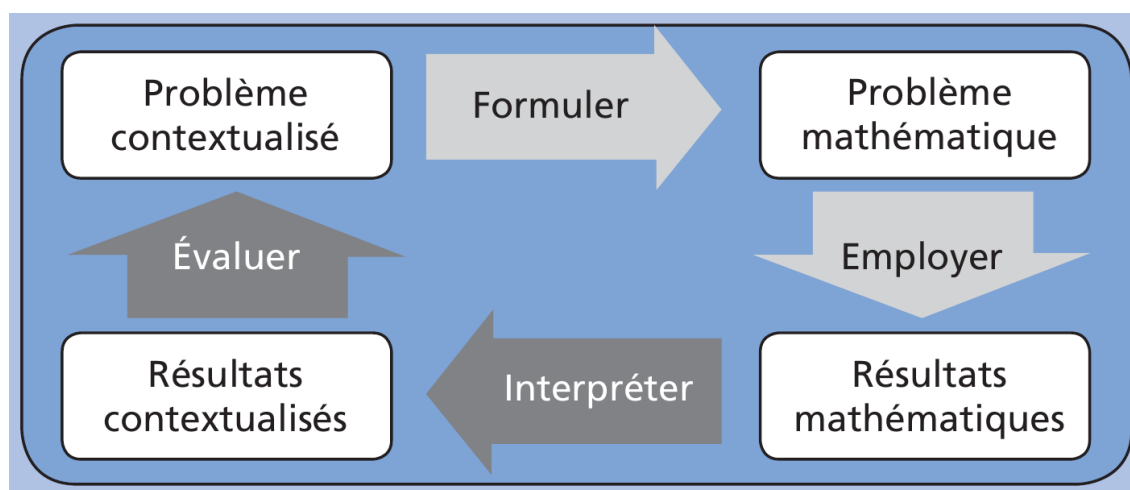 Problème
contextualisé
Formuler
Problème
mathématique
Évaluer
Employer
Résultats
contextualisés
Interpréter
Résultats
mathématiques